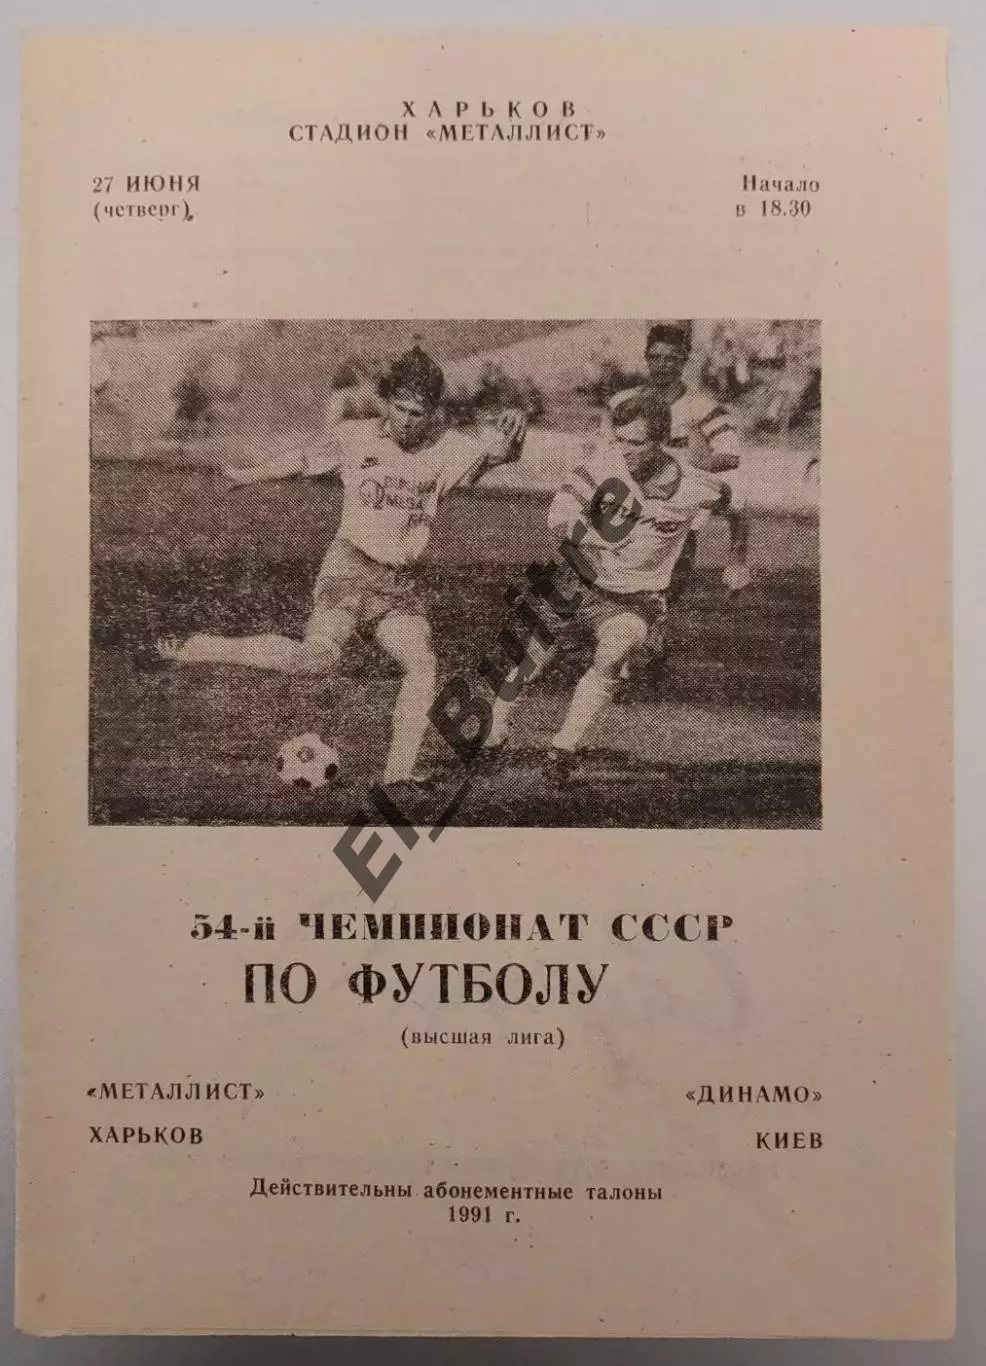 ХАРЬКОВ
СТАДИОН «МЕТАЛЛИСТ»
27 ИЮНЯ
(четверг)
Начало
в 18.30
El_Buitre
54-й ЧЕМПИОНАТ СССР
ПО ФУТБОЛУ
(высшая лига)
«МЕТАЛЛИСТ»
ХАРЬКОВ
«ДИНАМО»
КИЕВ
Действительны абонементные талоны
1991 г.